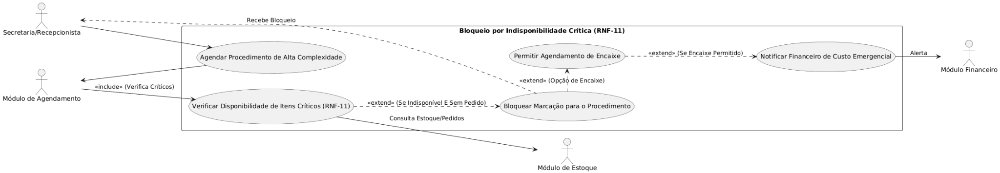 Recebe Bloqueio
Secretaria/Recepcionista
Bloqueio por Indisponibilidade Crítica (RNF-11)
Agendar Procedimento de Alta Complexidade
Permitir Agendamento de Encaixe
«extend» (Se Encaixe Permitido)
Notificar Financeiro de Custo Emergencial
Alerta
Módulo Financeiro
«extend» (Opção de Encaixe)
«include» (Verifica Críticos)
Módulo de Agendamento
Verificar Disponibilidade de Itens Críticos (RNF-11)
«extend» (Se Indisponível E Sem Pedido)
Bloquear Marcação para o Procedimento
Consulta Estoque/Pedidos
Módulo de Estoque